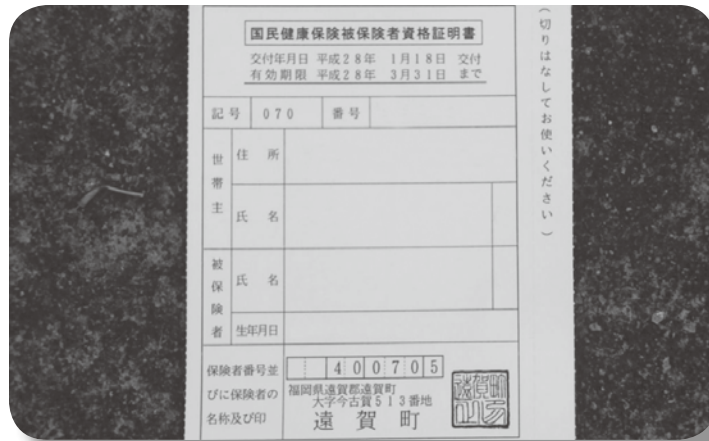 国民健康保険被保険者資格証明書
交付年月日 平成28年 1月18日 交付
有効期限 平成28年 3月31日 まで
記号 070 番号
世帯主
住所
氏名
被保険者
氏名
生年月日
保険者番号並びに保険者の名称及び印
400705
福岡県遠賀郡遠賀町
大字今古賀513番地
遠賀町
(切りはなしてお使いください)